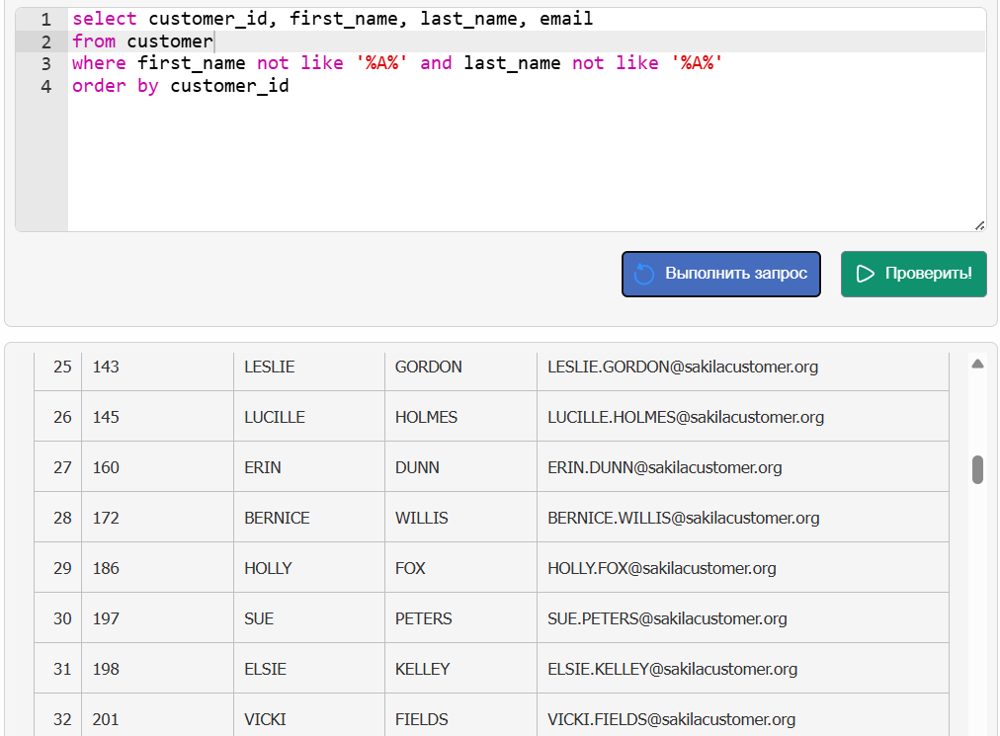 1 select customer_id, first_name, last_name, email
2 from customer
3 where first_name not like '%A%' and last_name not like '%A%'
4 order by customer_id
Выполнить запрос Проверить!
25 143 LESLIE GORDON LESLIE.GORDON@sakilacustomer.org
26 145 LUCILLE HOLMES LUCILLE.HOLMES@sakilacustomer.org
27 160 ERIN DUNN ERIN.DUNN@sakilacustomer.org
28 172 BERNICE WILLIS BERNICE.WILLIS@sakilacustomer.org
29 186 HOLLY FOX HOLLY.FOX@sakilacustomer.org
30 197 SUE PETERS SUE.PETERS@sakilacustomer.org
31 198 ELSIE KELLEY ELSIE.KELLEY@sakilacustomer.org
32 201 VICKI FIELDS VICKI.FIELDS@sakilacustomer.org